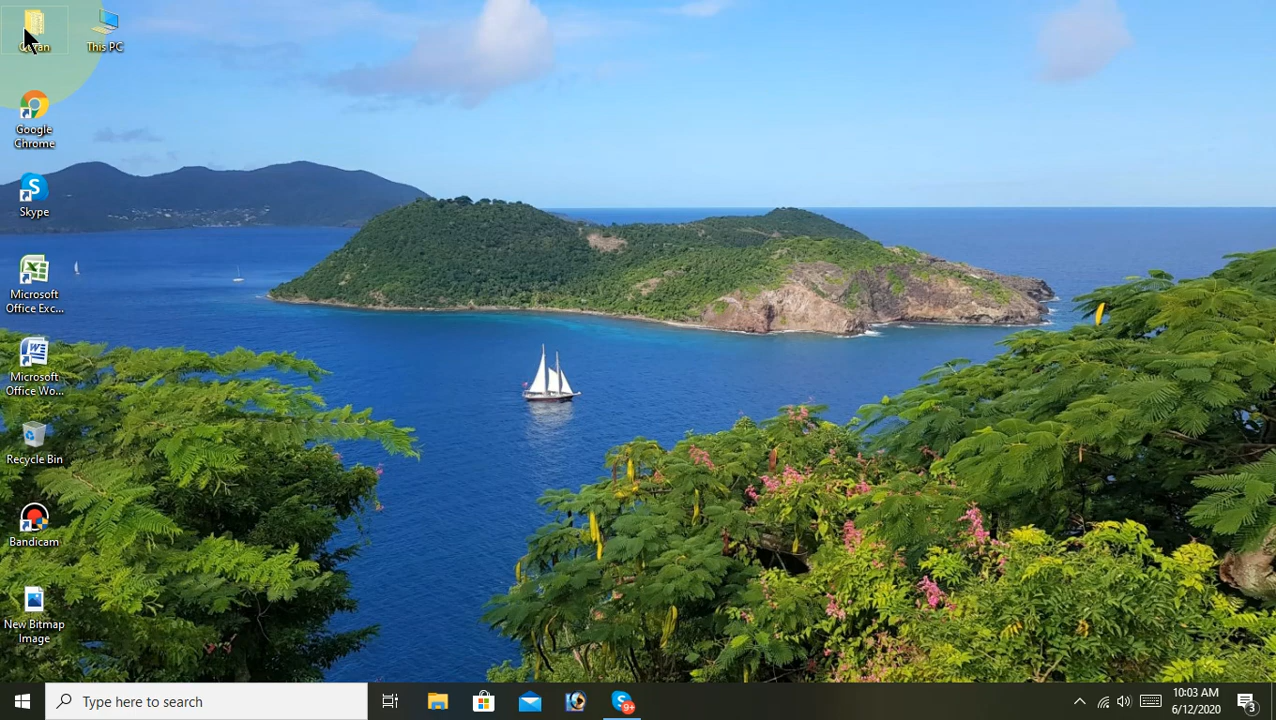 This PC
Google
Chrome
Skype
Microsoft
Office Exc...
Microsoft
Office Wo...
Recycle Bin
Bandicam
New Bitmap
Image
Type here to search
9+
10:03 AM
6/12/2020
3